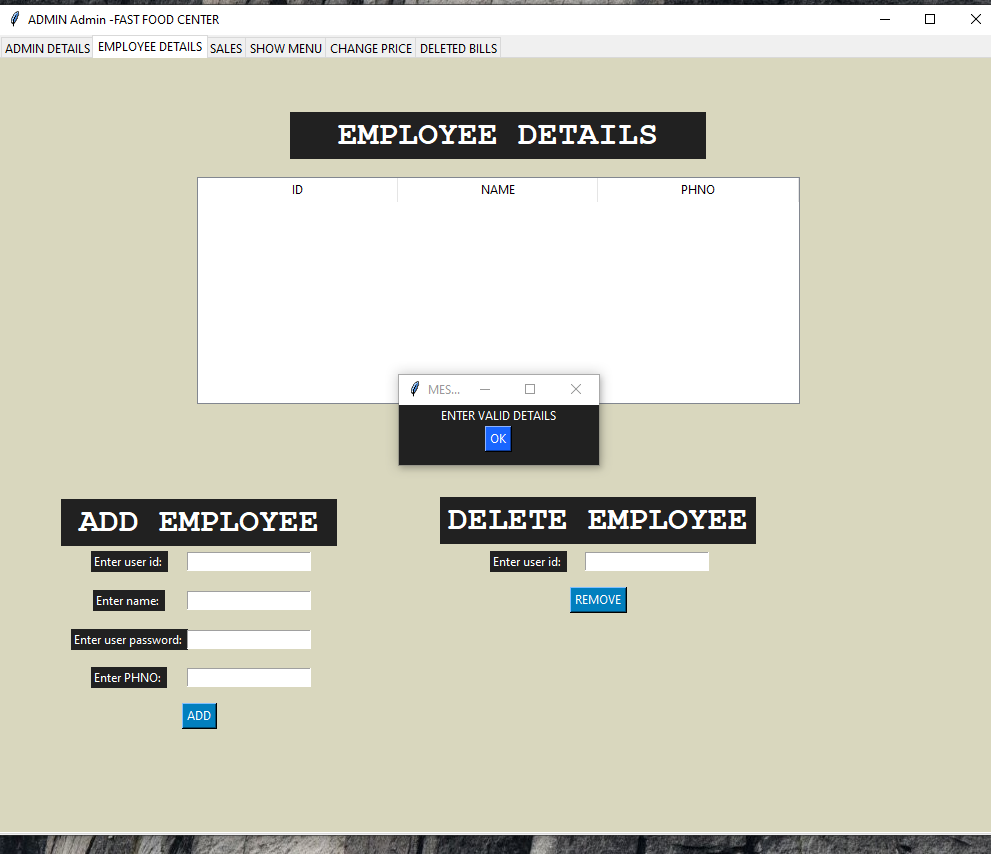 ADMIN Admin -FAST FOOD CENTER
ADMIN DETAILS EMPLOYEE DETAILS SALES SHOW MENU CHANGE PRICE DELETED BILLS
EMPLOYEE DETAILS
ID NAME PHNO
MES...
ENTER VALID DETAILS
OK
ADD EMPLOYEE
Enter user id:
Enter name:
Enter user password:
Enter PHNO:
ADD
DELETE EMPLOYEE
Enter user id:
REMOVE